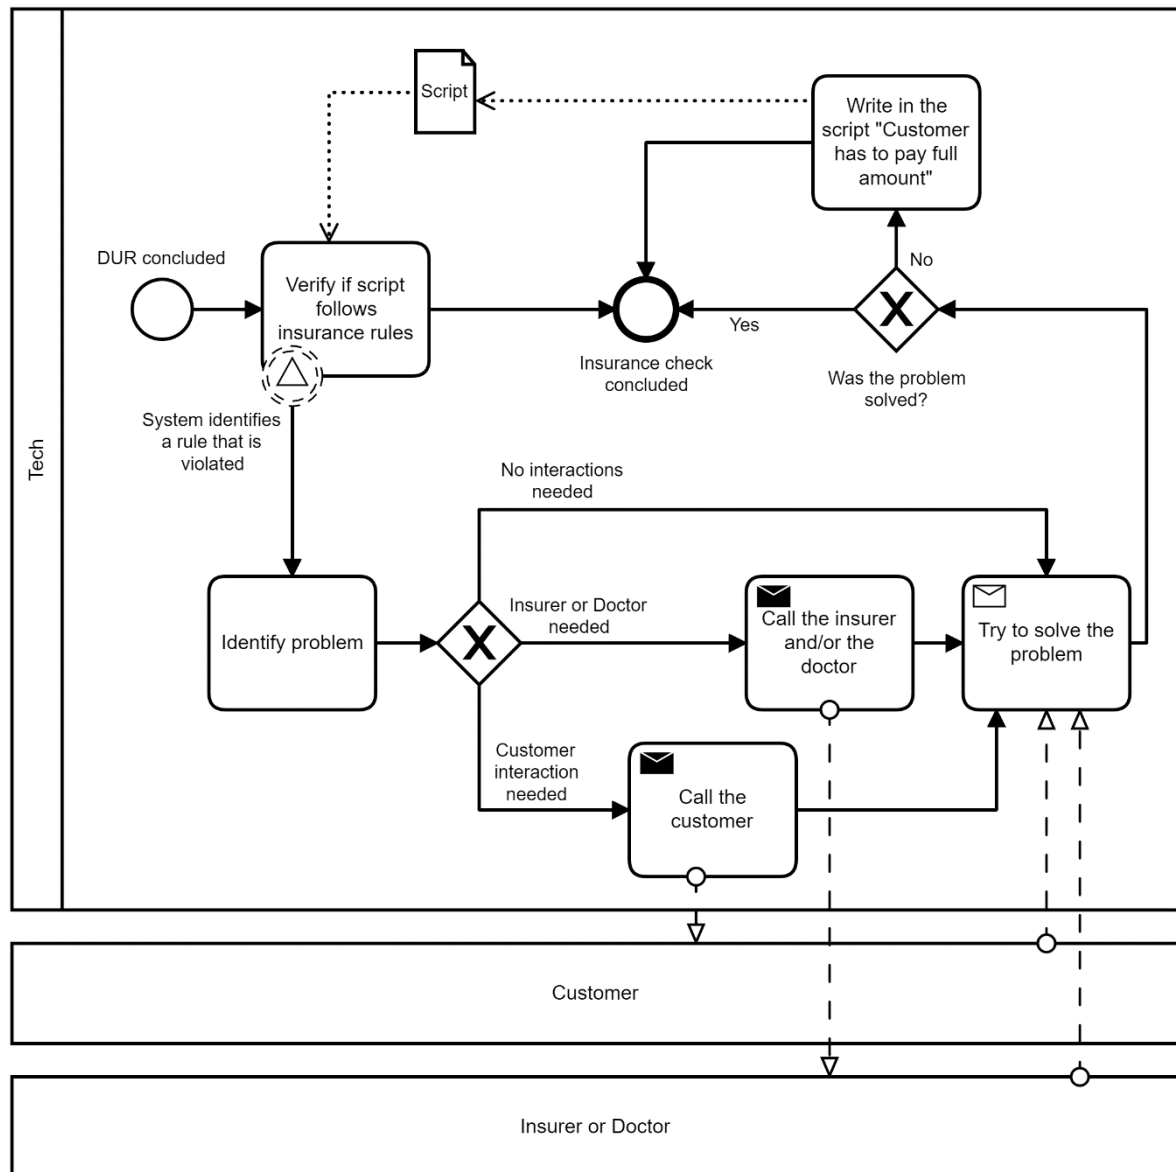 Script
Write in the
script "Customer
has to pay full
amount"
DUR concluded
No
Verify if script
follows
insurance rules
Yes
Insurance check
concluded
Was the problem
solved?
System identifies
a rule that is
violated
Tech
No interactions
needed
Insurer or Doctor
needed
Identify problem
X
X
Call the insurer
and/or the
doctor
Try to solve the
problem
Customer
interaction
needed
Call the
customer
Customer
Insurer or Doctor